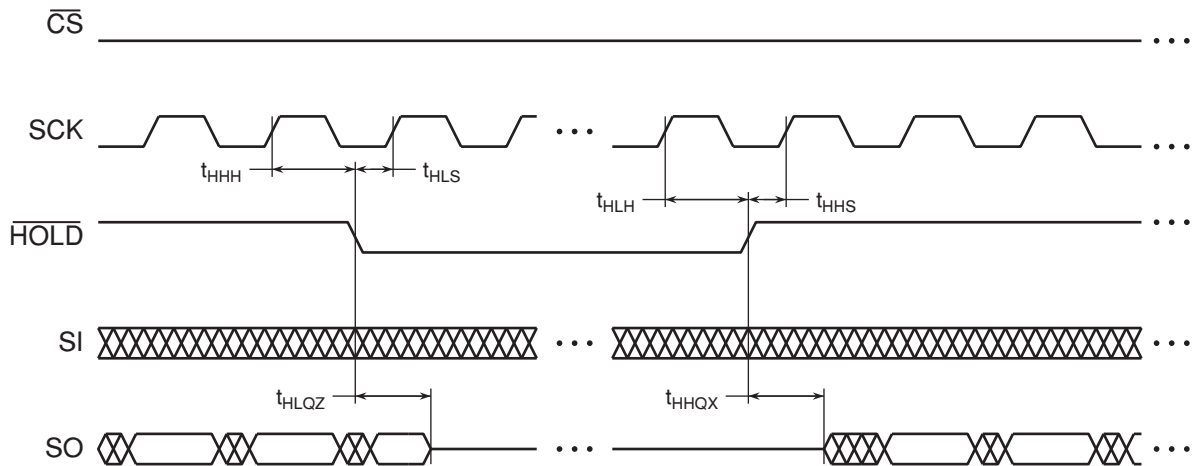 CS
SCK
tHHH
tHLS
tHLH
tHHS
HOLD
SI
tHLQZ
tHHQX
SO